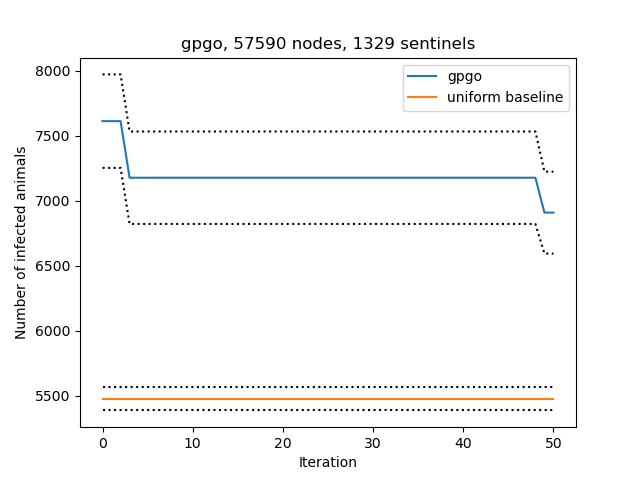 gpgo, 57590 nodes, 1329 sentinels
gpgo
uniform baseline
8000
7500
7000
6500
6000
5500
Number of infected animals
0 10 20 30 40 50
Iteration